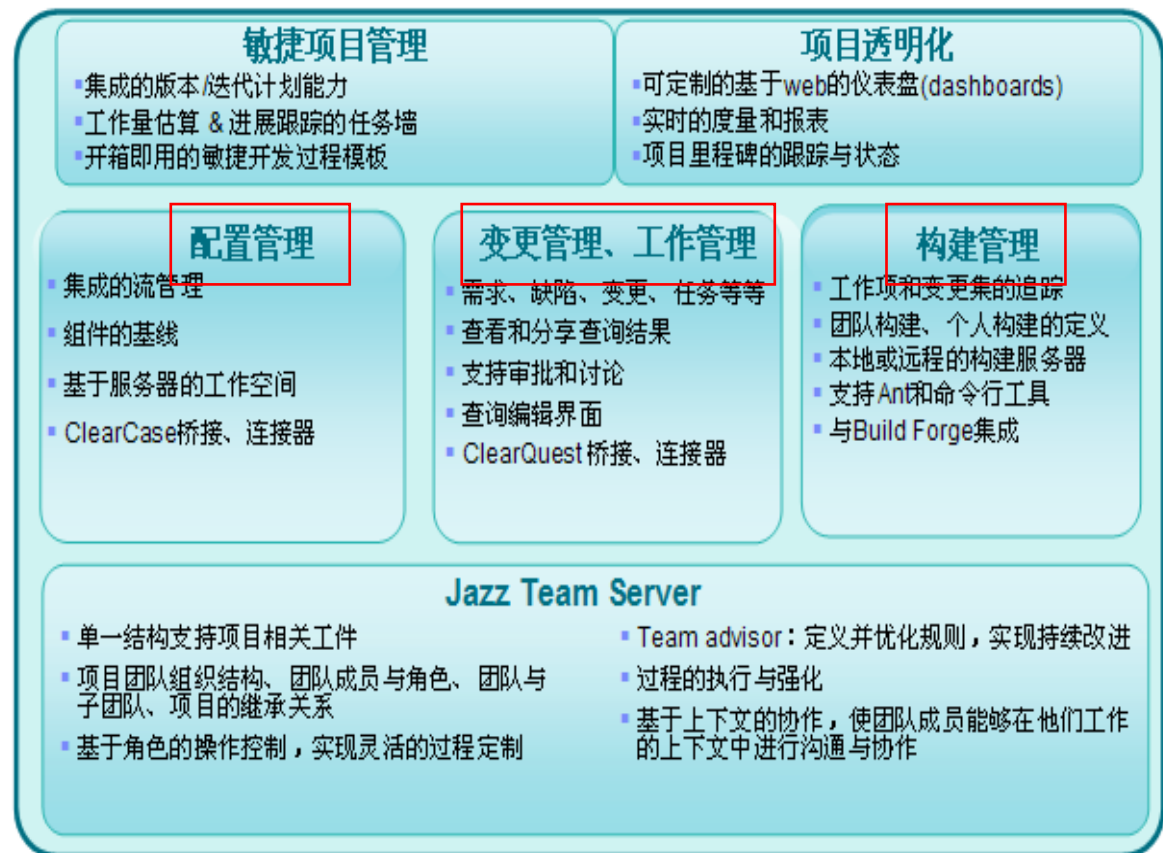 敏捷项目管理
集成的版本/迭代计划能力
工作量估算 & 进展跟踪的任务墙
开箱即用的敏捷开发过程模板
项目透明化
可定制的基于web的仪表盘(dashboards)
实时的度量和报表
项目里程碑的跟踪与状态
配置管理
集成的流管理
组件的基线
基于服务器的工作空间
ClearCase桥接、连接器
变更管理、工作管理
需求、缺陷、变更、任务等等
查看和分享查询结果
支持审批和讨论
查询编辑界面
ClearQuest 桥接、连接器
构建管理
工作项和变更集的追踪
团队构建、个人构建的定义
本地或远程的构建服务器
支持Ant和命令行工具
与Build Forge集成
Jazz Team Server
单一结构支持项目相关工件
项目团队组织结构、团队成员与角色、团队与
子团队、项目的继承关系
基于角色的操作控制，实现灵活的过程定制
Team advisor：定义并优化规则，实现持续改进
过程的执行与强化
基于上下文的协作，使团队成员能够在他们工作
的上下文中进行沟通与协作